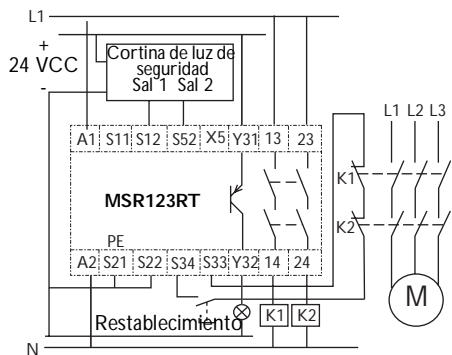 L1
+
24 VCC
-
Cortina de luz de
seguridad
Sal 1 Sal 2
L1 L2 L3
A1 S11 S12 S52 X5 Y31 13 23
K1
MSR123RT
K2
PE
A2 S21 S22 S34 S33 Y32 14 24
M
K1 K2
Restablecimiento
N